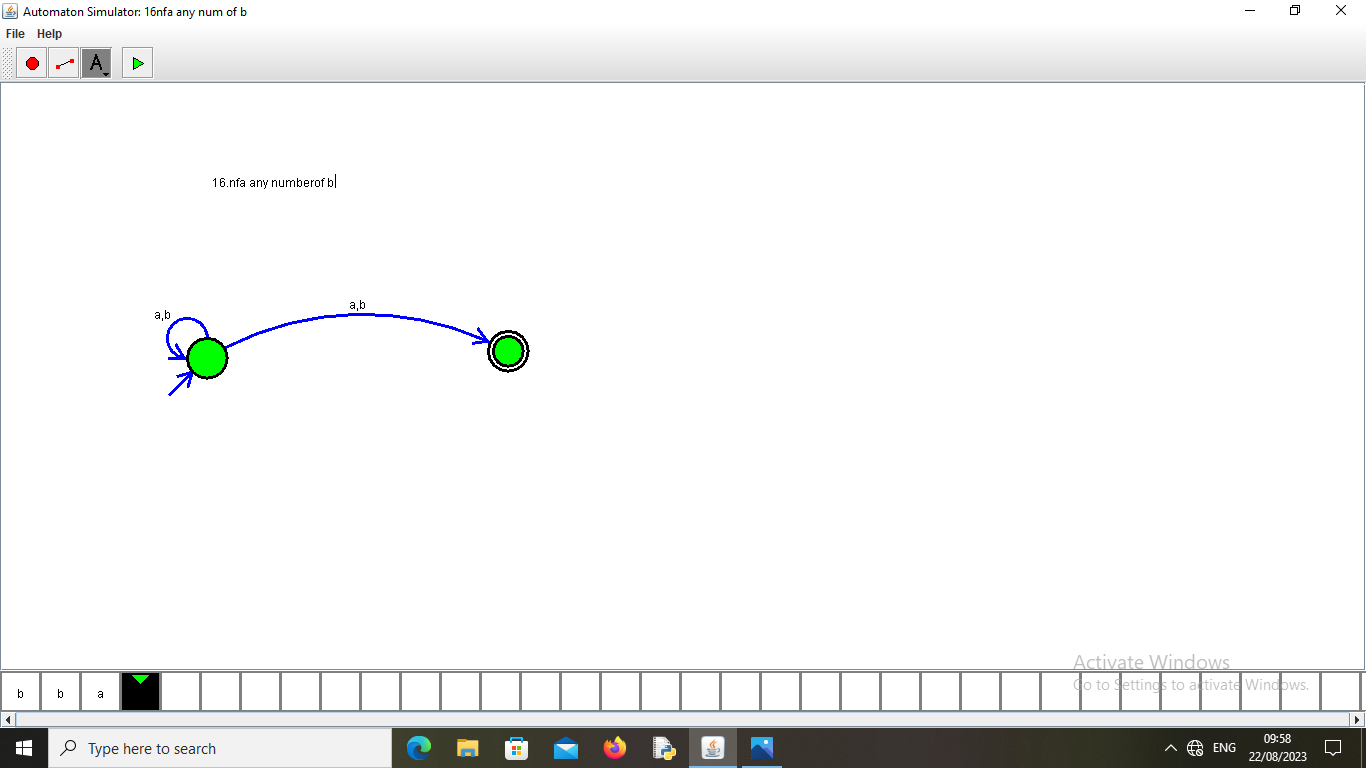 Automaton Simulator: 16nfa any num of b
File Help
A
16.nfa any numberof b
a,b
a,b
b b a
Activate Windows
Go to Settings to activate Windows.
Type here to search
ENG
09:58
22/08/2023